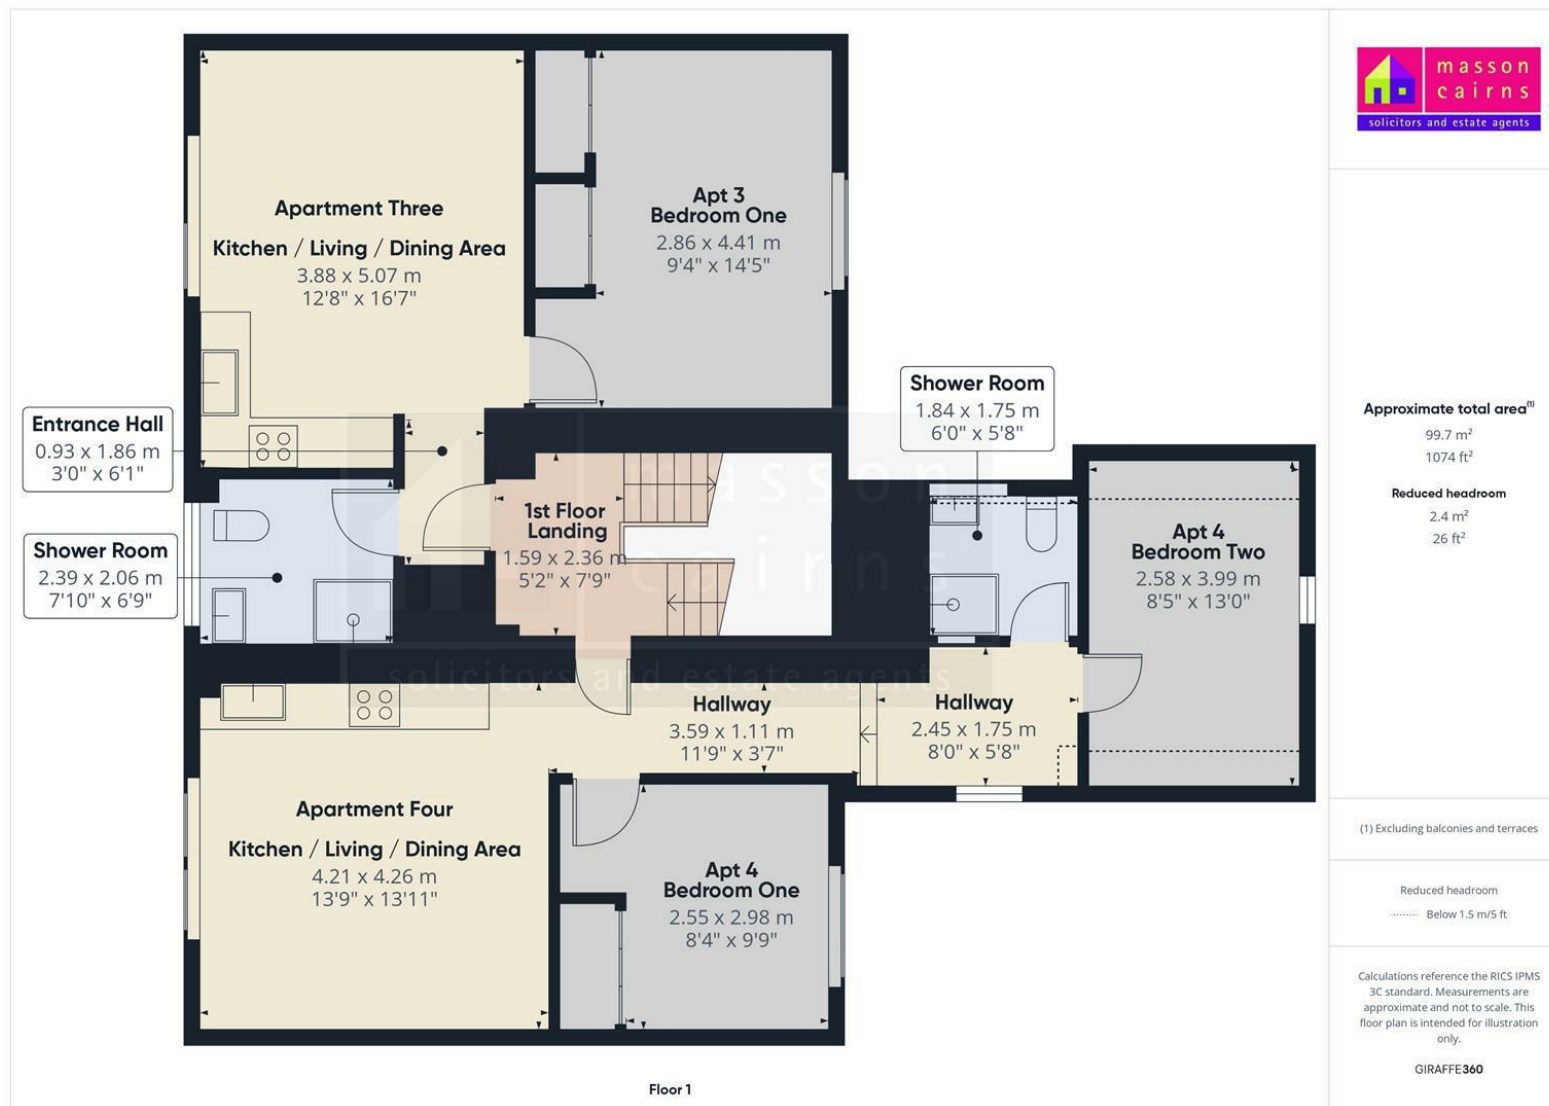 Apartment Three
Kitchen / Living / Dining Area
3.88 x 5.07 m
12'8" x 16'7"
Apt 3
Bedroom One
2.86 x 4.41 m
9'4" x 14'5"
Entrance Hall
0.93 x 1.86 m
3'0" x 6'1"
Shower Room
2.39 x 2.06 m
7'10" x 6'9"
1st Floor
Landing
1.59 x 2.36 m
5'2" x 7'9"
Shower Room
1.84 x 1.75 m
6'0" x 5'8"
Apt 4
Bedroom Two
2.58 x 3.99 m
8'5" x 13'0"
Hallway
3.59 x 1.11 m
11'9" x 3'7"
Hallway
2.45 x 1.75 m
8'0" x 5'8"
Apartment Four
Kitchen / Living / Dining Area
4.21 x 4.26 m
13'9" x 13'11"
Apt 4
Bedroom One
2.55 x 2.98 m
8'4" x 9'9"
masson
cairns
solicitors and estate agents
Floor 1
masson
cairns
solicitors and estate agents
Approximate total area(1)
99.7 m²
1074 ft²
Reduced headroom
2.4 m²
26 ft²
(1) Excluding balconies and terraces
Reduced headroom
Below 1.5 m/5 ft
Calculations reference the RICS IPMS
3C standard. Measurements are
approximate and not to scale. This
floor plan is intended for illustration
only.
GIRAFFE360